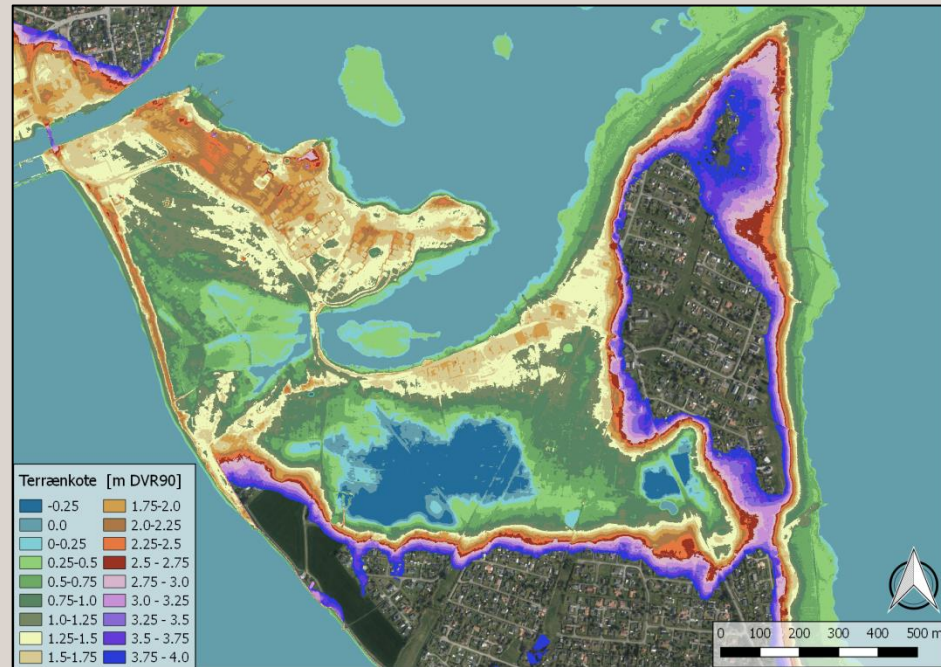 Terrænkote [m DVR90]
-0.25 1.75-2.0
0.0 2.0-2.25
0-0.25 2.25-2.5
0.25-0.5 2.5 - 2.75
0.5-0.75 2.75 - 3.0
0.75-1.0 3.0 - 3.25
1.0-1.25 3.25 - 3.5
1.25-1.5 3.5 - 3.75
1.5-1.75 3.75 - 4.0
0 100 200 300 400 500 m